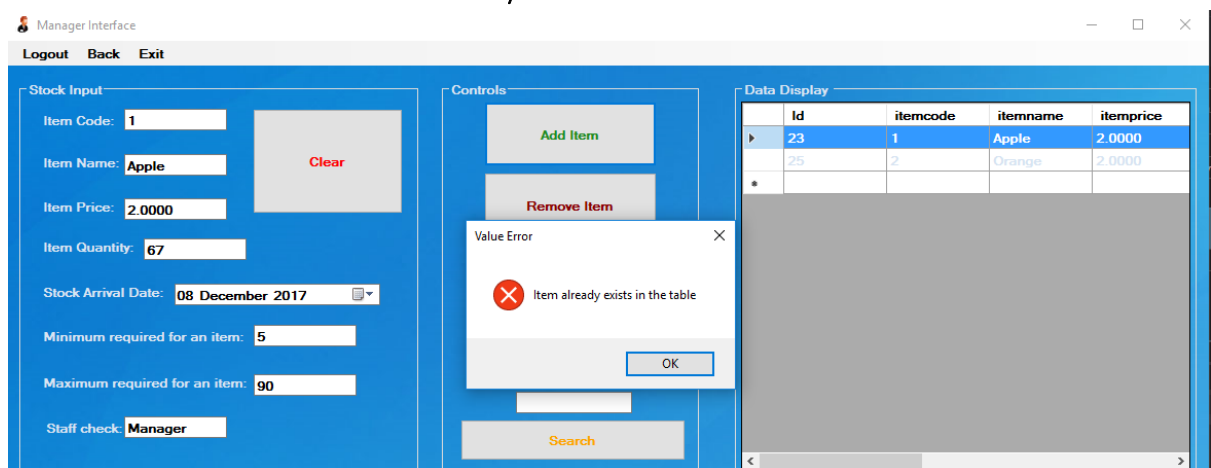 Manager Interface
Logout Back Exit
Stock Input
Item Code: 1
Item Name: Apple
Item Price: 2.0000
Item Quantity: 67
Stock Arrival Date: 08 December 2017
Minimum required for an item: 5
Maximum required for an item: 90
Staff check: Manager
Clear
Controls
Add Item
Remove Item
Value Error
Item already exists in the table
OK
Search
Data Display
Id itemcode itemname itemprice
23 1 Apple 2.0000
25 2 Orange 2.0000